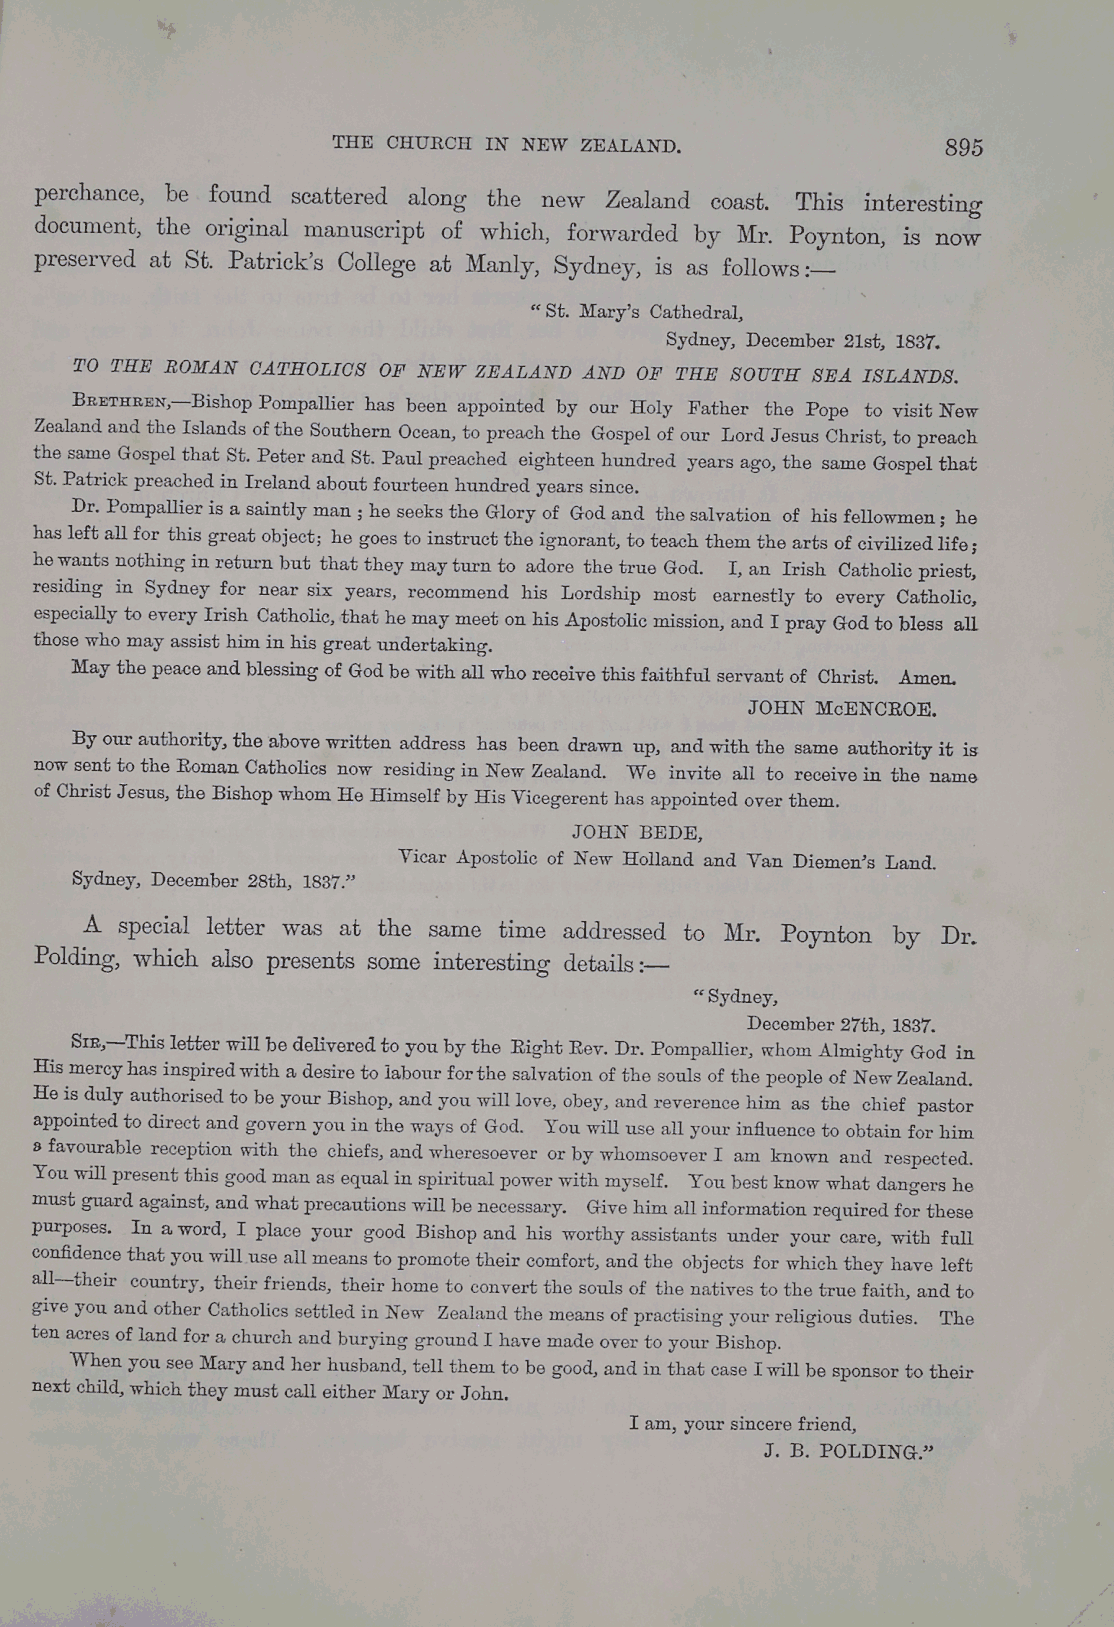 THE CHURCH IN NEW ZEALAND. 895
perchance, be found scattered along the new Zealand coast. This interesting
document, the original manuscript of which, forwarded by Mr. Poynton, is now
preserved at St. Patrick's College at Manly, Sydney, is as follows:—
"St. Mary's Cathedral,
Sydney, December 21st, 1837.
TO THE ROMAN CATHOLICS OF NEW ZEALAND AND OF THE SOUTH SEA ISLANDS.
BRETHREN,—Bishop Pompallier has been appointed by our Holy Father the Pope to visit New
Zealand and the Islands of the Southern Ocean, to preach the Gospel of our Lord Jesus Christ, to preach
the same Gospel that St. Peter and St. Paul preached eighteen hundred years ago, the same Gospel that
St. Patrick preached in Ireland about fourteen hundred years since.
Dr. Pompallier is a saintly man ; he seeks the Glory of God and the salvation of his fellowmen; he
has left all for this great object; he goes to instruct the ignorant, to teach them the arts of civilized life;
he wants nothing in return but that they may turn to adore the true God. I, an Irish Catholic priest,
residing in Sydney for near six years, recommend his Lordship most earnestly to every Catholic,
especially to every Irish Catholic, that he may meet on his Apostolic mission, and I pray God to bless all
those who may assist him in his great undertaking.
May the peace and blessing of God be with all who receive this faithful servant of Christ. Amen.
JOHN McENCROE.
By our authority, the above written address has been drawn up, and with the same authority it is
now sent to the Roman Catholics now residing in New Zealand. We invite all to receive in the name
of Christ Jesus, the Bishop whom He Himself by His Vicegerent has appointed over them.
JOHN BEDE,
Vicar Apostolic of New Holland and Van Diemen's Land.
Sydney, December 28th, 1837."
A special letter was at the same time addressed to Mr. Poynton by Dr.
Polding, which also presents some interesting details:—
"Sydney,
December 27th, 1837.
SIR,—This letter will be delivered to you by the Right Rev. Dr. Pompallier, whom Almighty God in
His mercy has inspired with a desire to labour for the salvation of the souls of the people of New Zealand.
He is duly authorised to be your Bishop, and you will love, obey, and reverence him as the chief pastor
appointed to direct and govern you in the ways of God. You will use all your influence to obtain for him
a favourable reception with the chiefs, and wheresoever or by whomsoever I am known and respected.
You will present this good man as equal in spiritual power with myself. You best know what dangers he
must guard against, and what precautions will be necessary. Give him all information required for these
purposes. In a word, I place your good Bishop and his worthy assistants under your care, with full
confidence that you will use all means to promote their comfort, and the objects for which they have left
all—their country, their friends, their home to convert the souls of the natives to the true faith, and to
give you and other Catholics settled in New Zealand the means of practising your religious duties. The
ten acres of land for a church and burying ground I have made over to your Bishop.
When you see Mary and her husband, tell them to be good, and in that case I will be sponsor to their
next child, which they must call either Mary or John.
I am, your sincere friend,
J. B. POLDING."